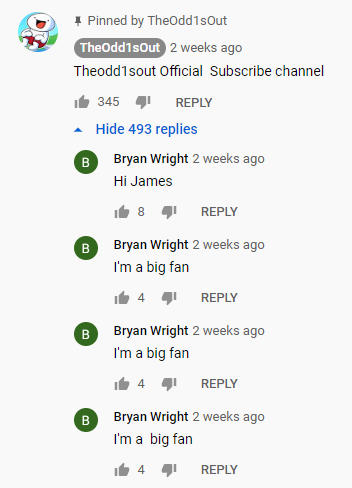 Pinned by TheOdd1sOut
TheOdd1sOut 2 weeks ago
Theodd1sout Official  Subscribe channel
345 REPLY
Hide 493 replies
B Bryan Wright 2 weeks ago
Hi James
8 REPLY
B Bryan Wright 2 weeks ago
I'm a big fan
4 REPLY
B Bryan Wright 2 weeks ago
I'm a big fan
4 REPLY
B Bryan Wright 2 weeks ago
I'm a  big fan
4 REPLY